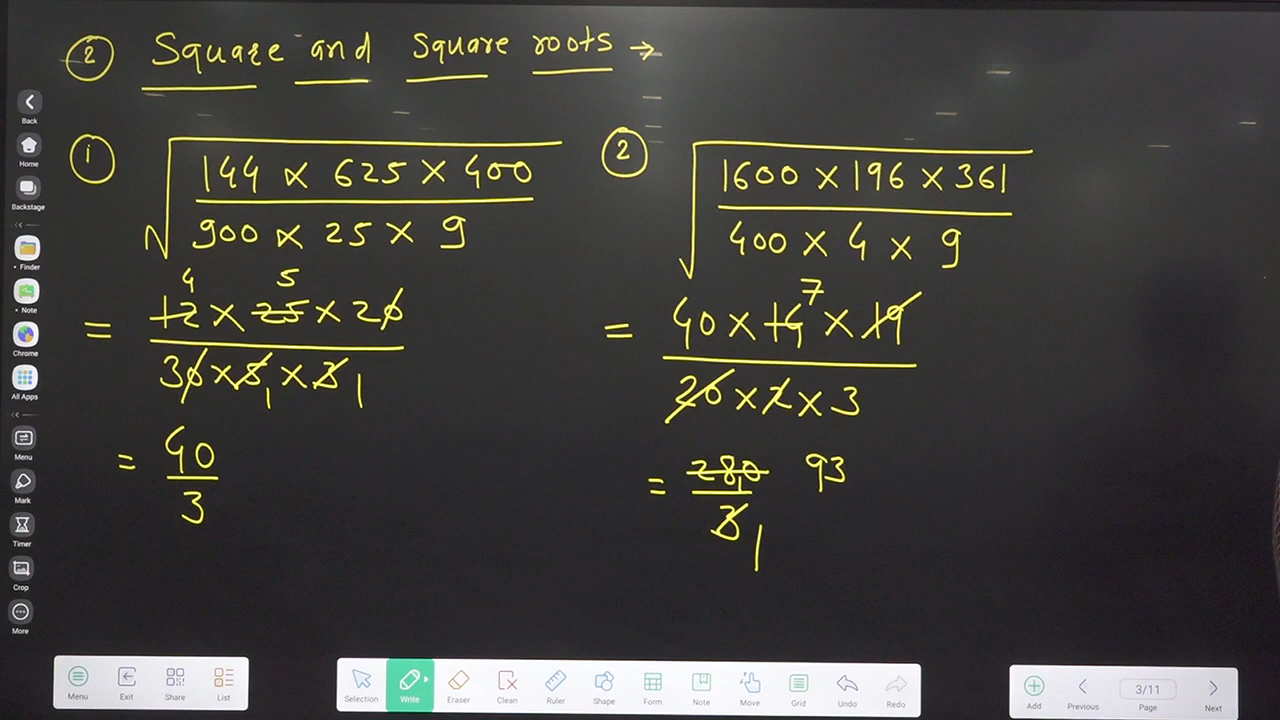 ② Square and Square roots →
① √(144 × 625 × 400 / 900 × 25 × 9)
= 12 × 25 × 20 / 30 × 5 × 3
4 5
1 1
= 40 / 3
② √(1600 × 196 × 361 / 400 × 4 × 9)
= 40 × 14 × 19 / 20 × 2 × 3
7
= 280 / 3 93
1
Back
Home
Backstage
Finder
Note
Chrome
All Apps
Menu
Mark
Timer
Crop
More
Menu Exit Share List
Selection Write Eraser Clean Ruler Shape Form Note Move Grid Undo Redo
Add Previous 3/11 Next